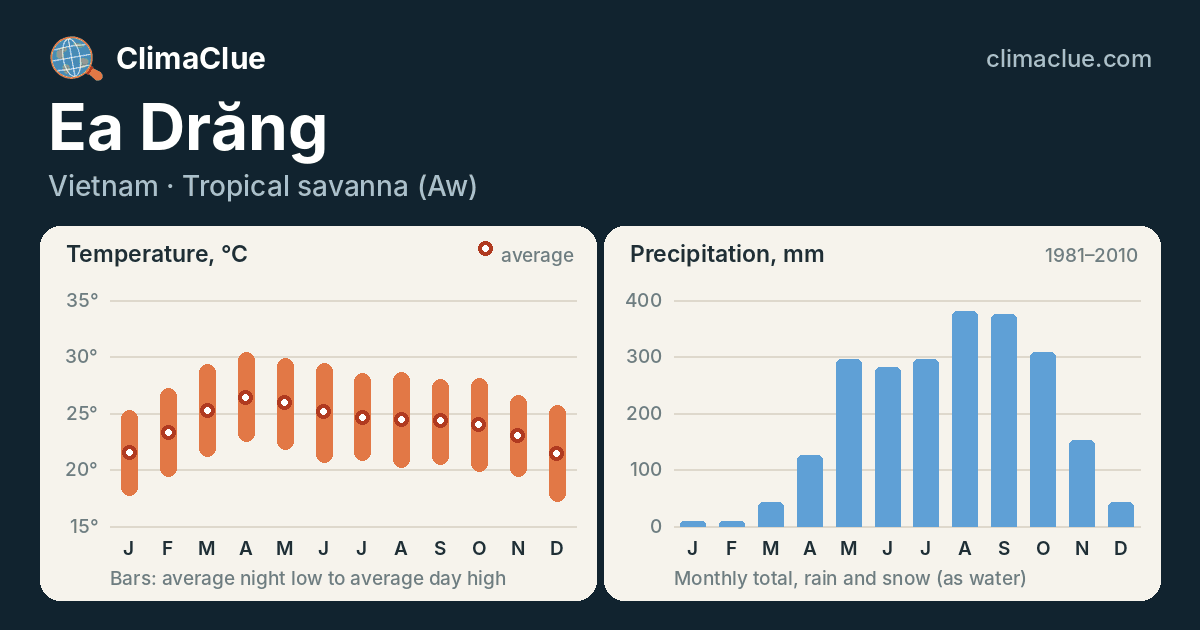 ClimaClue
climaclue.com
Ea Drăng
Vietnam · Tropical savanna (Aw)
Temperature, °C
average
35°
30°
25°
20°
15°
J F M A M J J A S O N D
Bars: average night low to average day high
Precipitation, mm
1981–2010
400
300
200
100
0
J F M A M J J A S O N D
Monthly total, rain and snow (as water)